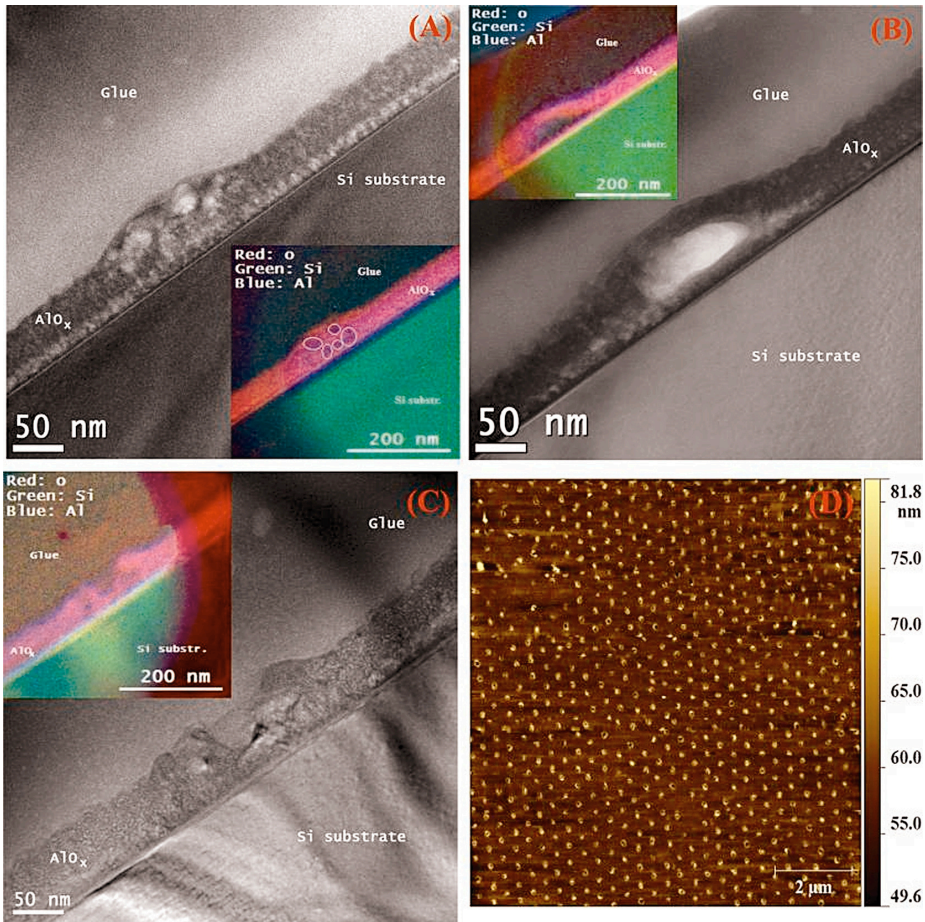 (A)
Glue
Si substrate
AlOx
50 nm
Red: o
Green: Si
Blue: Al
Glue
AlOx
Si substr.
200 nm
Red: o
Green: Si
Blue: Al
Glue
AlOx
Si substr.
200 nm
(B)
Glue
AlOx
Si substrate
50 nm
Red: o
Green: Si
Blue: Al
Glue
AlOx
Si substr.
200 nm
(C)
Glue
Si substrate
AlOx
50 nm
(D)
2 μm
81.8
nm
75.0
70.0
65.0
60.0
55.0
49.6